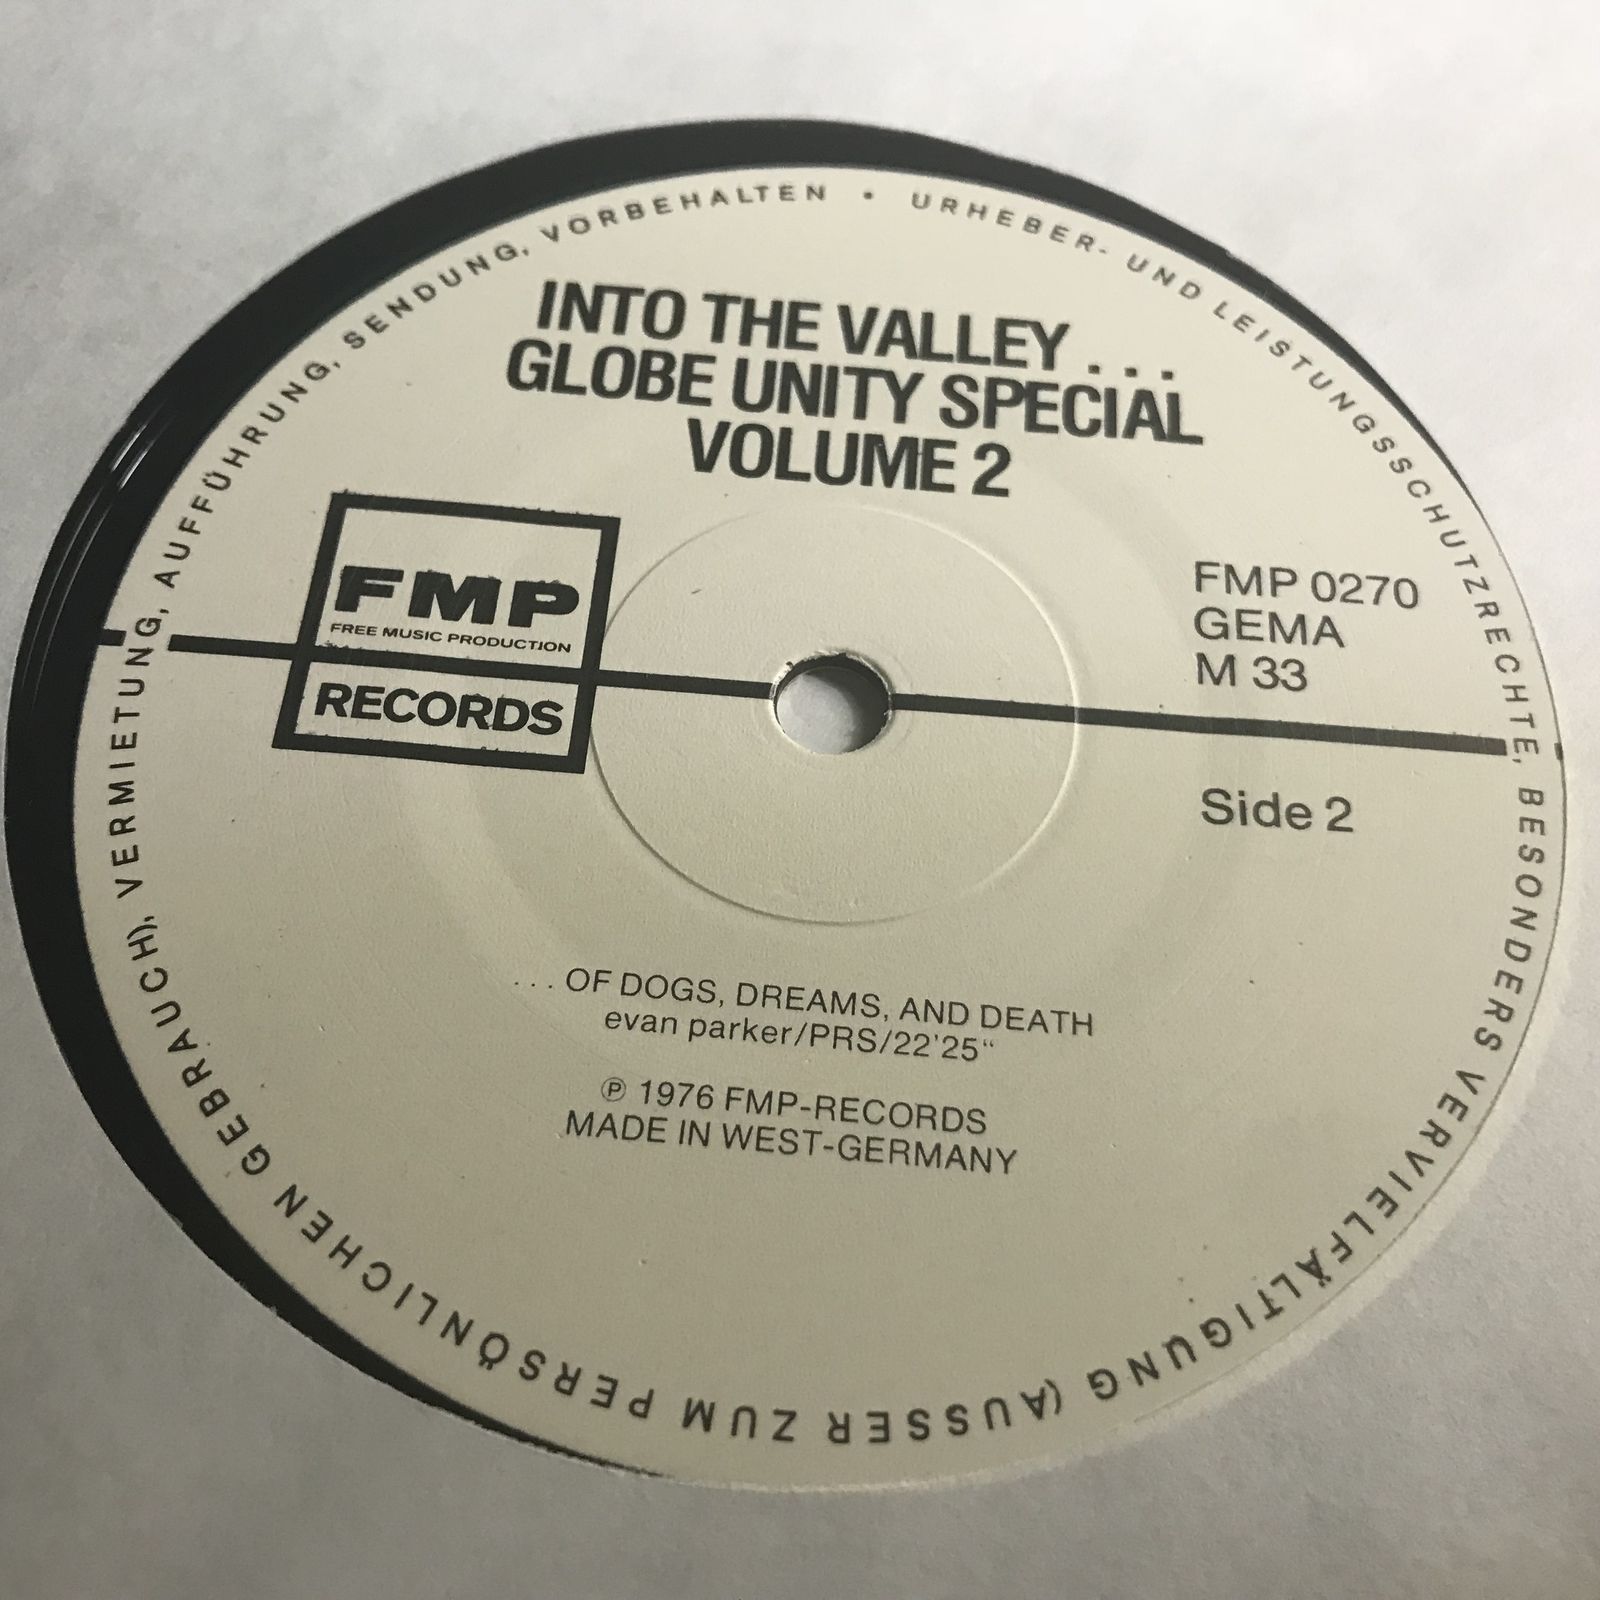 URHEBER- UND LEISTUNGSSCHUTZRECHTE, BESONDERS VERVIELFÄLTIGUNG (AUSSER ZUM PERSÖNLICHEN GEBRAUCH), VERMIETUNG, AUFFÜHRUNG, SENDUNG, VORBEHALTEN •
INTO THE VALLEY . . .
GLOBE UNITY SPECIAL
VOLUME 2
FMP
FREE MUSIC PRODUCTION
RECORDS
FMP 0270
GEMA
M 33
Side 2
. . . OF DOGS, DREAMS, AND DEATH
evan parker/PRS/22'25“
℗ 1976 FMP-RECORDS
MADE IN WEST-GERMANY